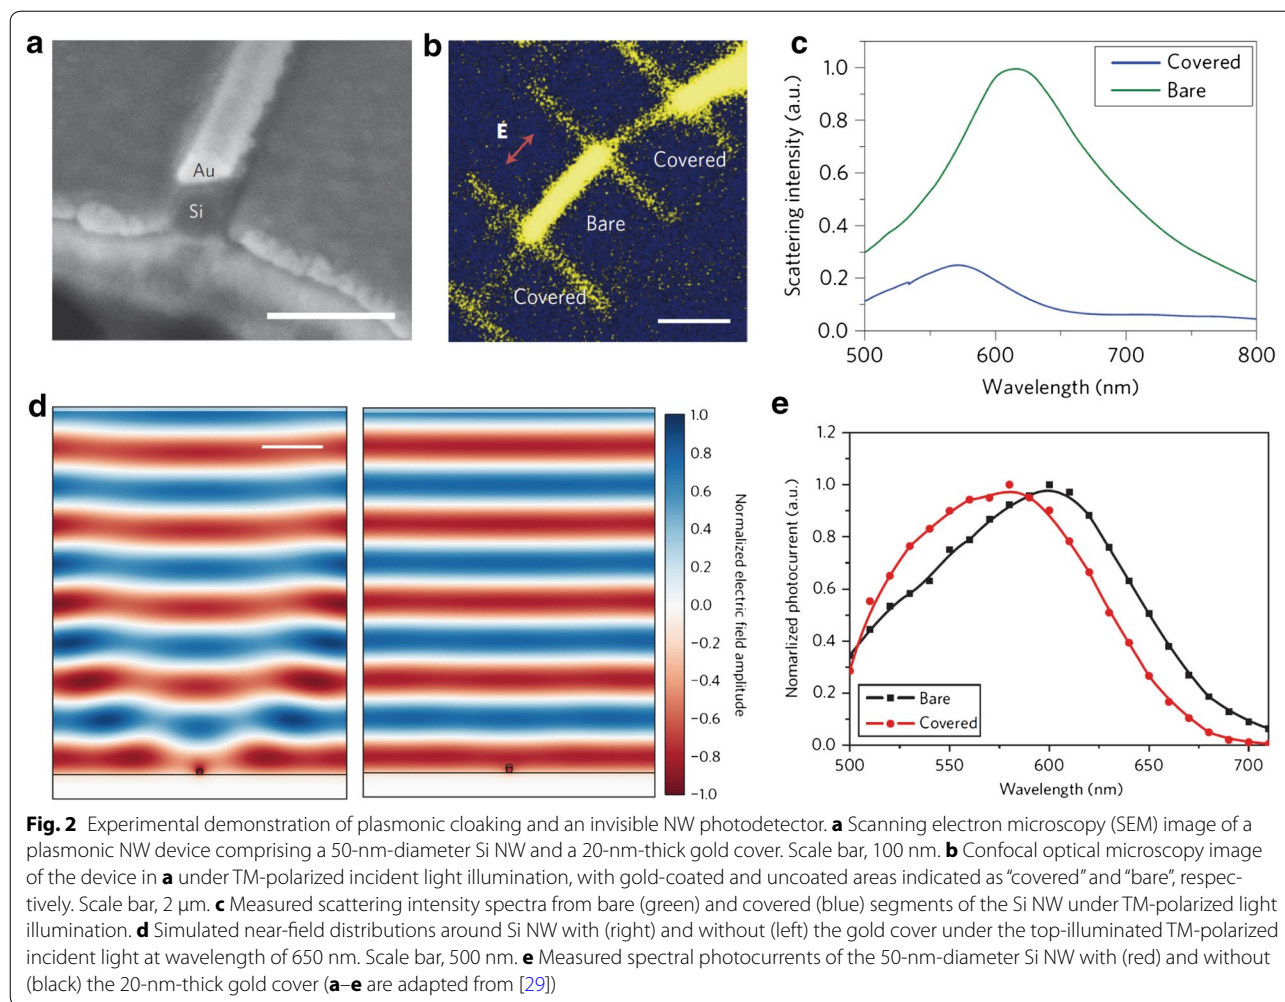 a
Au
Si
b
E
Covered
Bare
Covered
c
Covered
Bare
Scattering intensity (a.u.)
1.0
0.8
0.6
0.4
0.2
0.0
500 600 700 800
Wavelength (nm)
d
1.0
0.8
0.6
0.4
0.2
0.0
−0.2
−0.4
−0.6
−0.8
−1.0
Normalized electric field amplitude
e
Nomarlized photocurrent (a.u.)
1.2
1.0
0.8
0.6
0.4
0.2
0.0
Bare
Covered
500 550 600 650 700
Wavelength (nm)
Fig. 2 Experimental demonstration of plasmonic cloaking and an invisible NW photodetector. a Scanning electron microscopy (SEM) image of a
plasmonic NW device comprising a 50-nm-diameter Si NW and a 20-nm-thick gold cover. Scale bar, 100 nm. b Confocal optical microscopy image
of the device in a under TM-polarized incident light illumination, with gold-coated and uncoated areas indicated as “covered” and “bare”, respec-
tively. Scale bar, 2 μm. c Measured scattering intensity spectra from bare (green) and covered (blue) segments of the Si NW under TM-polarized light
illumination. d Simulated near-field distributions around Si NW with (right) and without (left) the gold cover under the top-illuminated TM-polarized
incident light at wavelength of 650 nm. Scale bar, 500 nm. e Measured spectral photocurrents of the 50-nm-diameter Si NW with (red) and without
(black) the 20-nm-thick gold cover (a–e are adapted from [29])